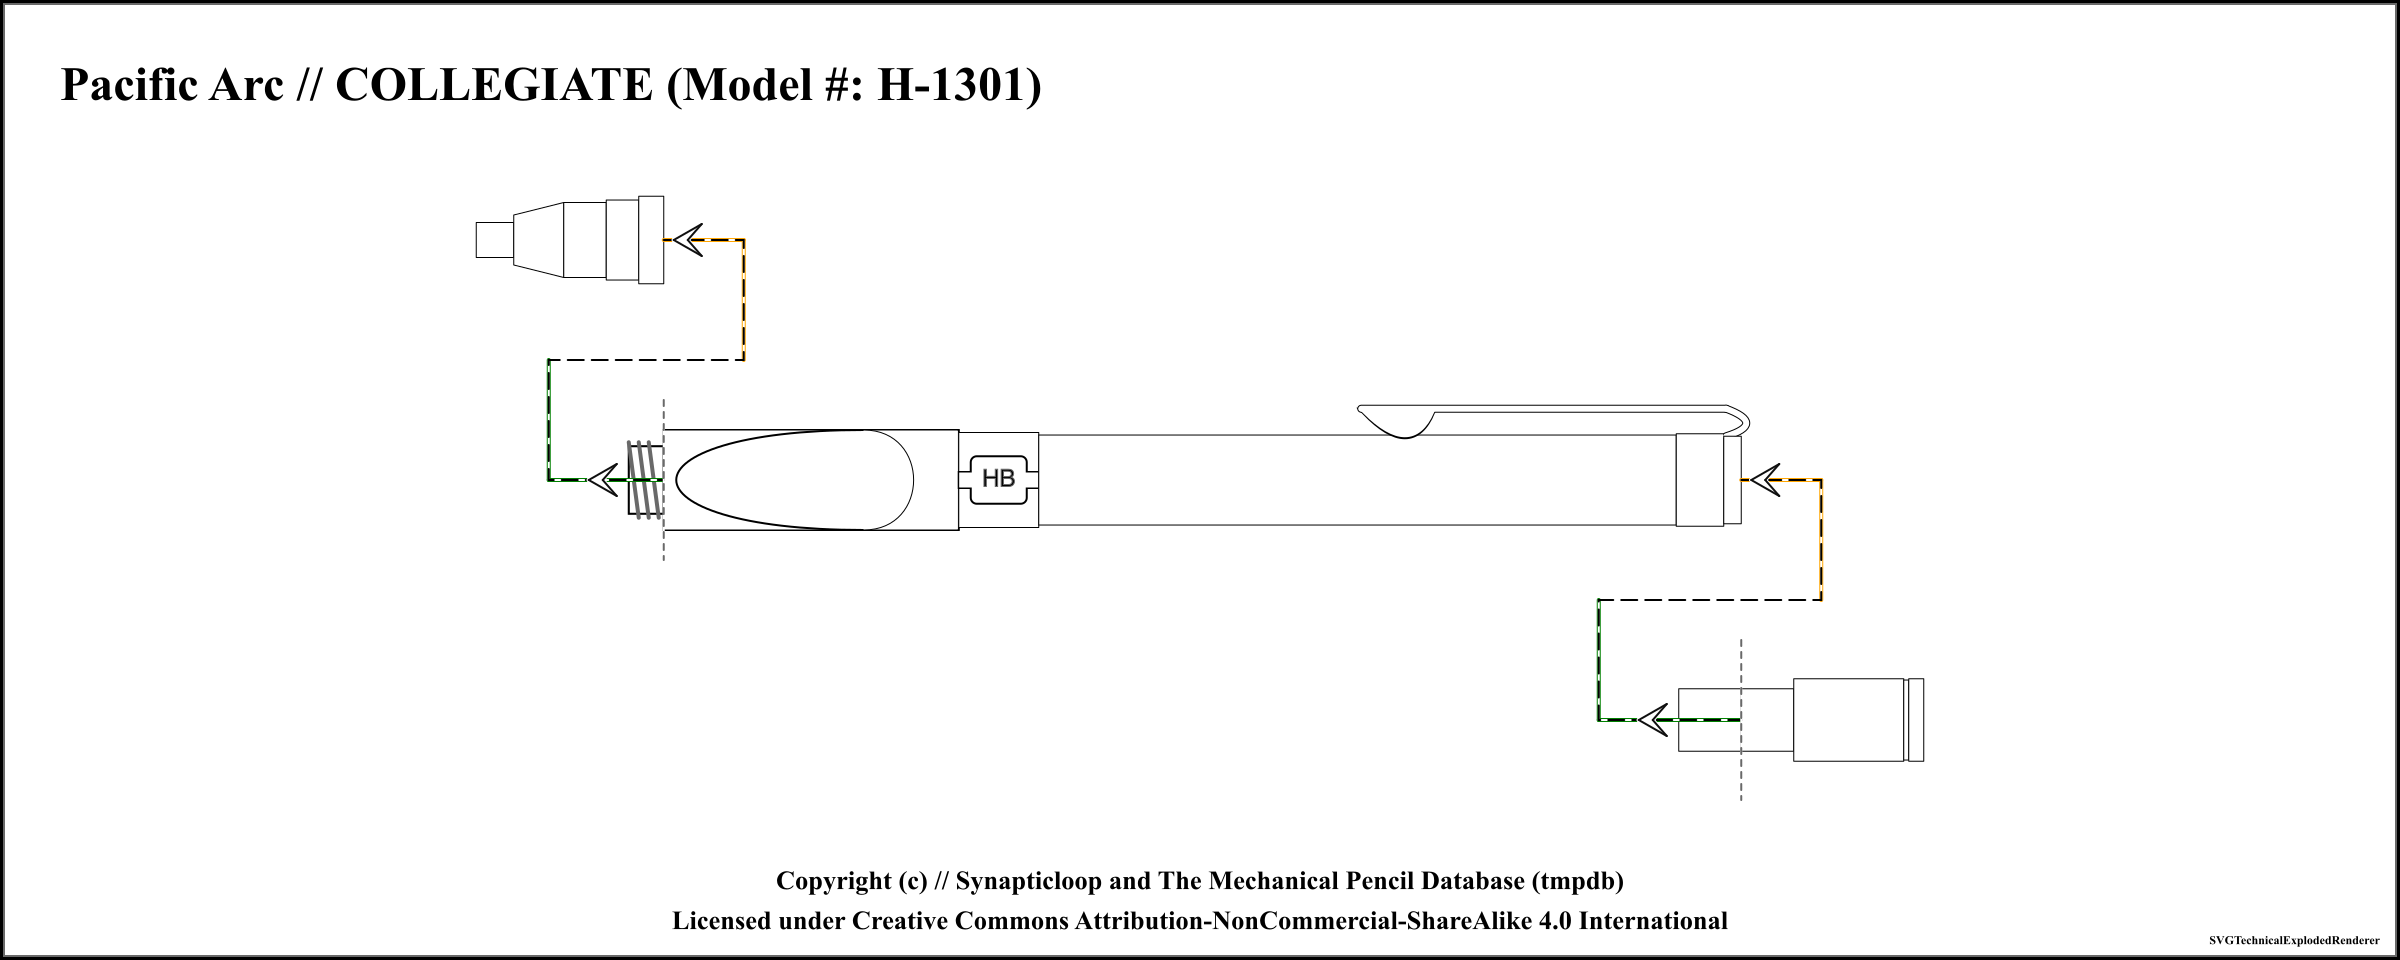 Pacific Arc // COLLEGIATE (Model #: H-1301)
HB
Copyright (c) // Synapticloop and The Mechanical Pencil Database (tmpdb)
Licensed under Creative Commons Attribution-NonCommercial-ShareAlike 4.0 International
SVGTechnicalExplodedRenderer